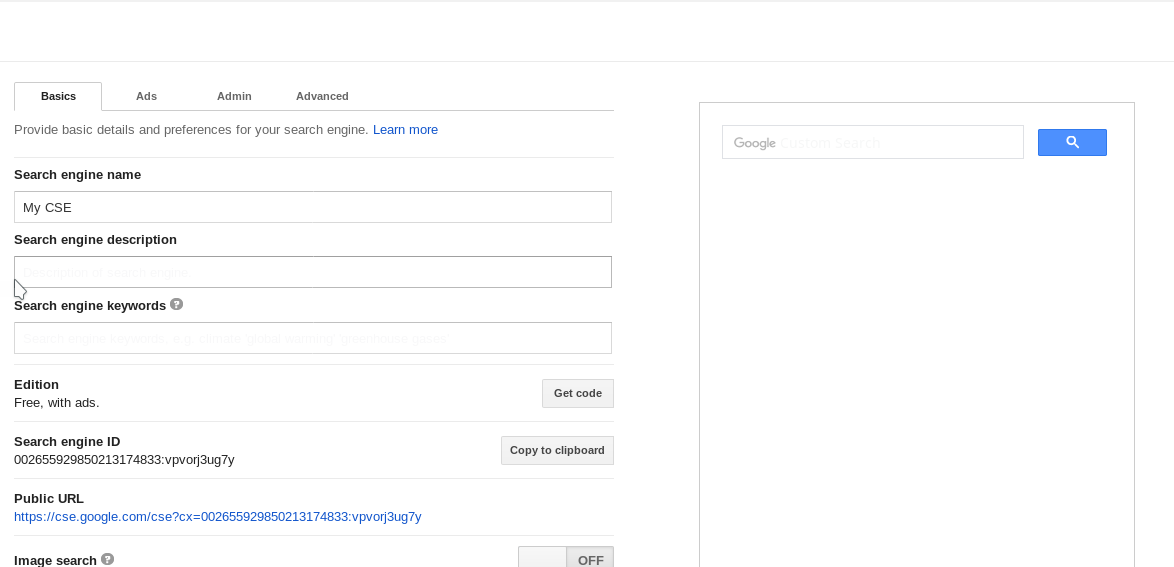 Basics Ads Admin Advanced
Provide basic details and preferences for your search engine. Learn more
Search engine name
My CSE
Search engine description
Description of search engine
Search engine keywords ?
Search engine keywords, e.g. climate global warming, greenhouse gases
Edition
Free, with ads.
Get code
Search engine ID
002655929850213174833:vpvorj3ug7y
Copy to clipboard
Public URL
https://cse.google.com/cse?cx=002655929850213174833:vpvorj3ug7y
Image search ?
OFF
Google Custom Search